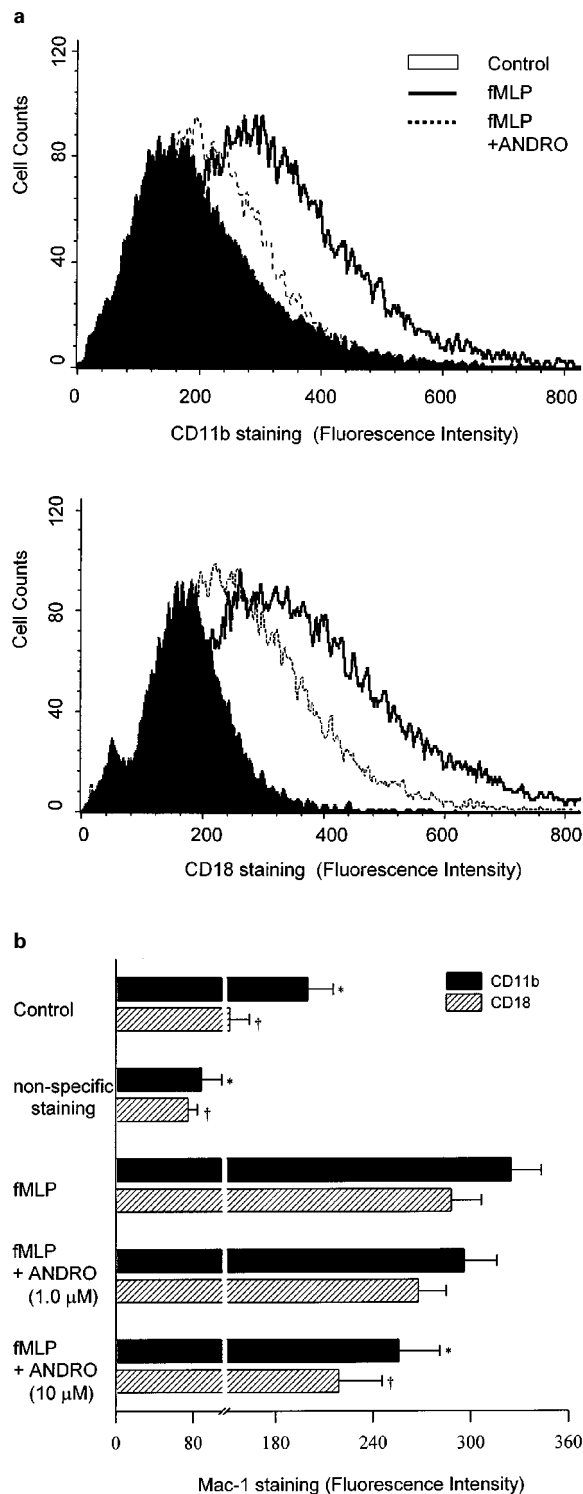 a
120
80
40
0
Cell Counts
Control
fMLP
fMLP
+ANDRO
0 200 400 600 800
CD11b staining (Fluorescence Intensity)
120
80
40
0
Cell Counts
0 200 400 600 800
CD18 staining (Fluorescence Intensity)
b
CD11b
CD18
Control
*
†
non-specific
staining
*
†
fMLP
fMLP
+ ANDRO
(1.0 µM)
fMLP
+ ANDRO
(10 µM)
*
†
0 80 180 240 300 360
Mac-1 staining (Fluorescence Intensity)